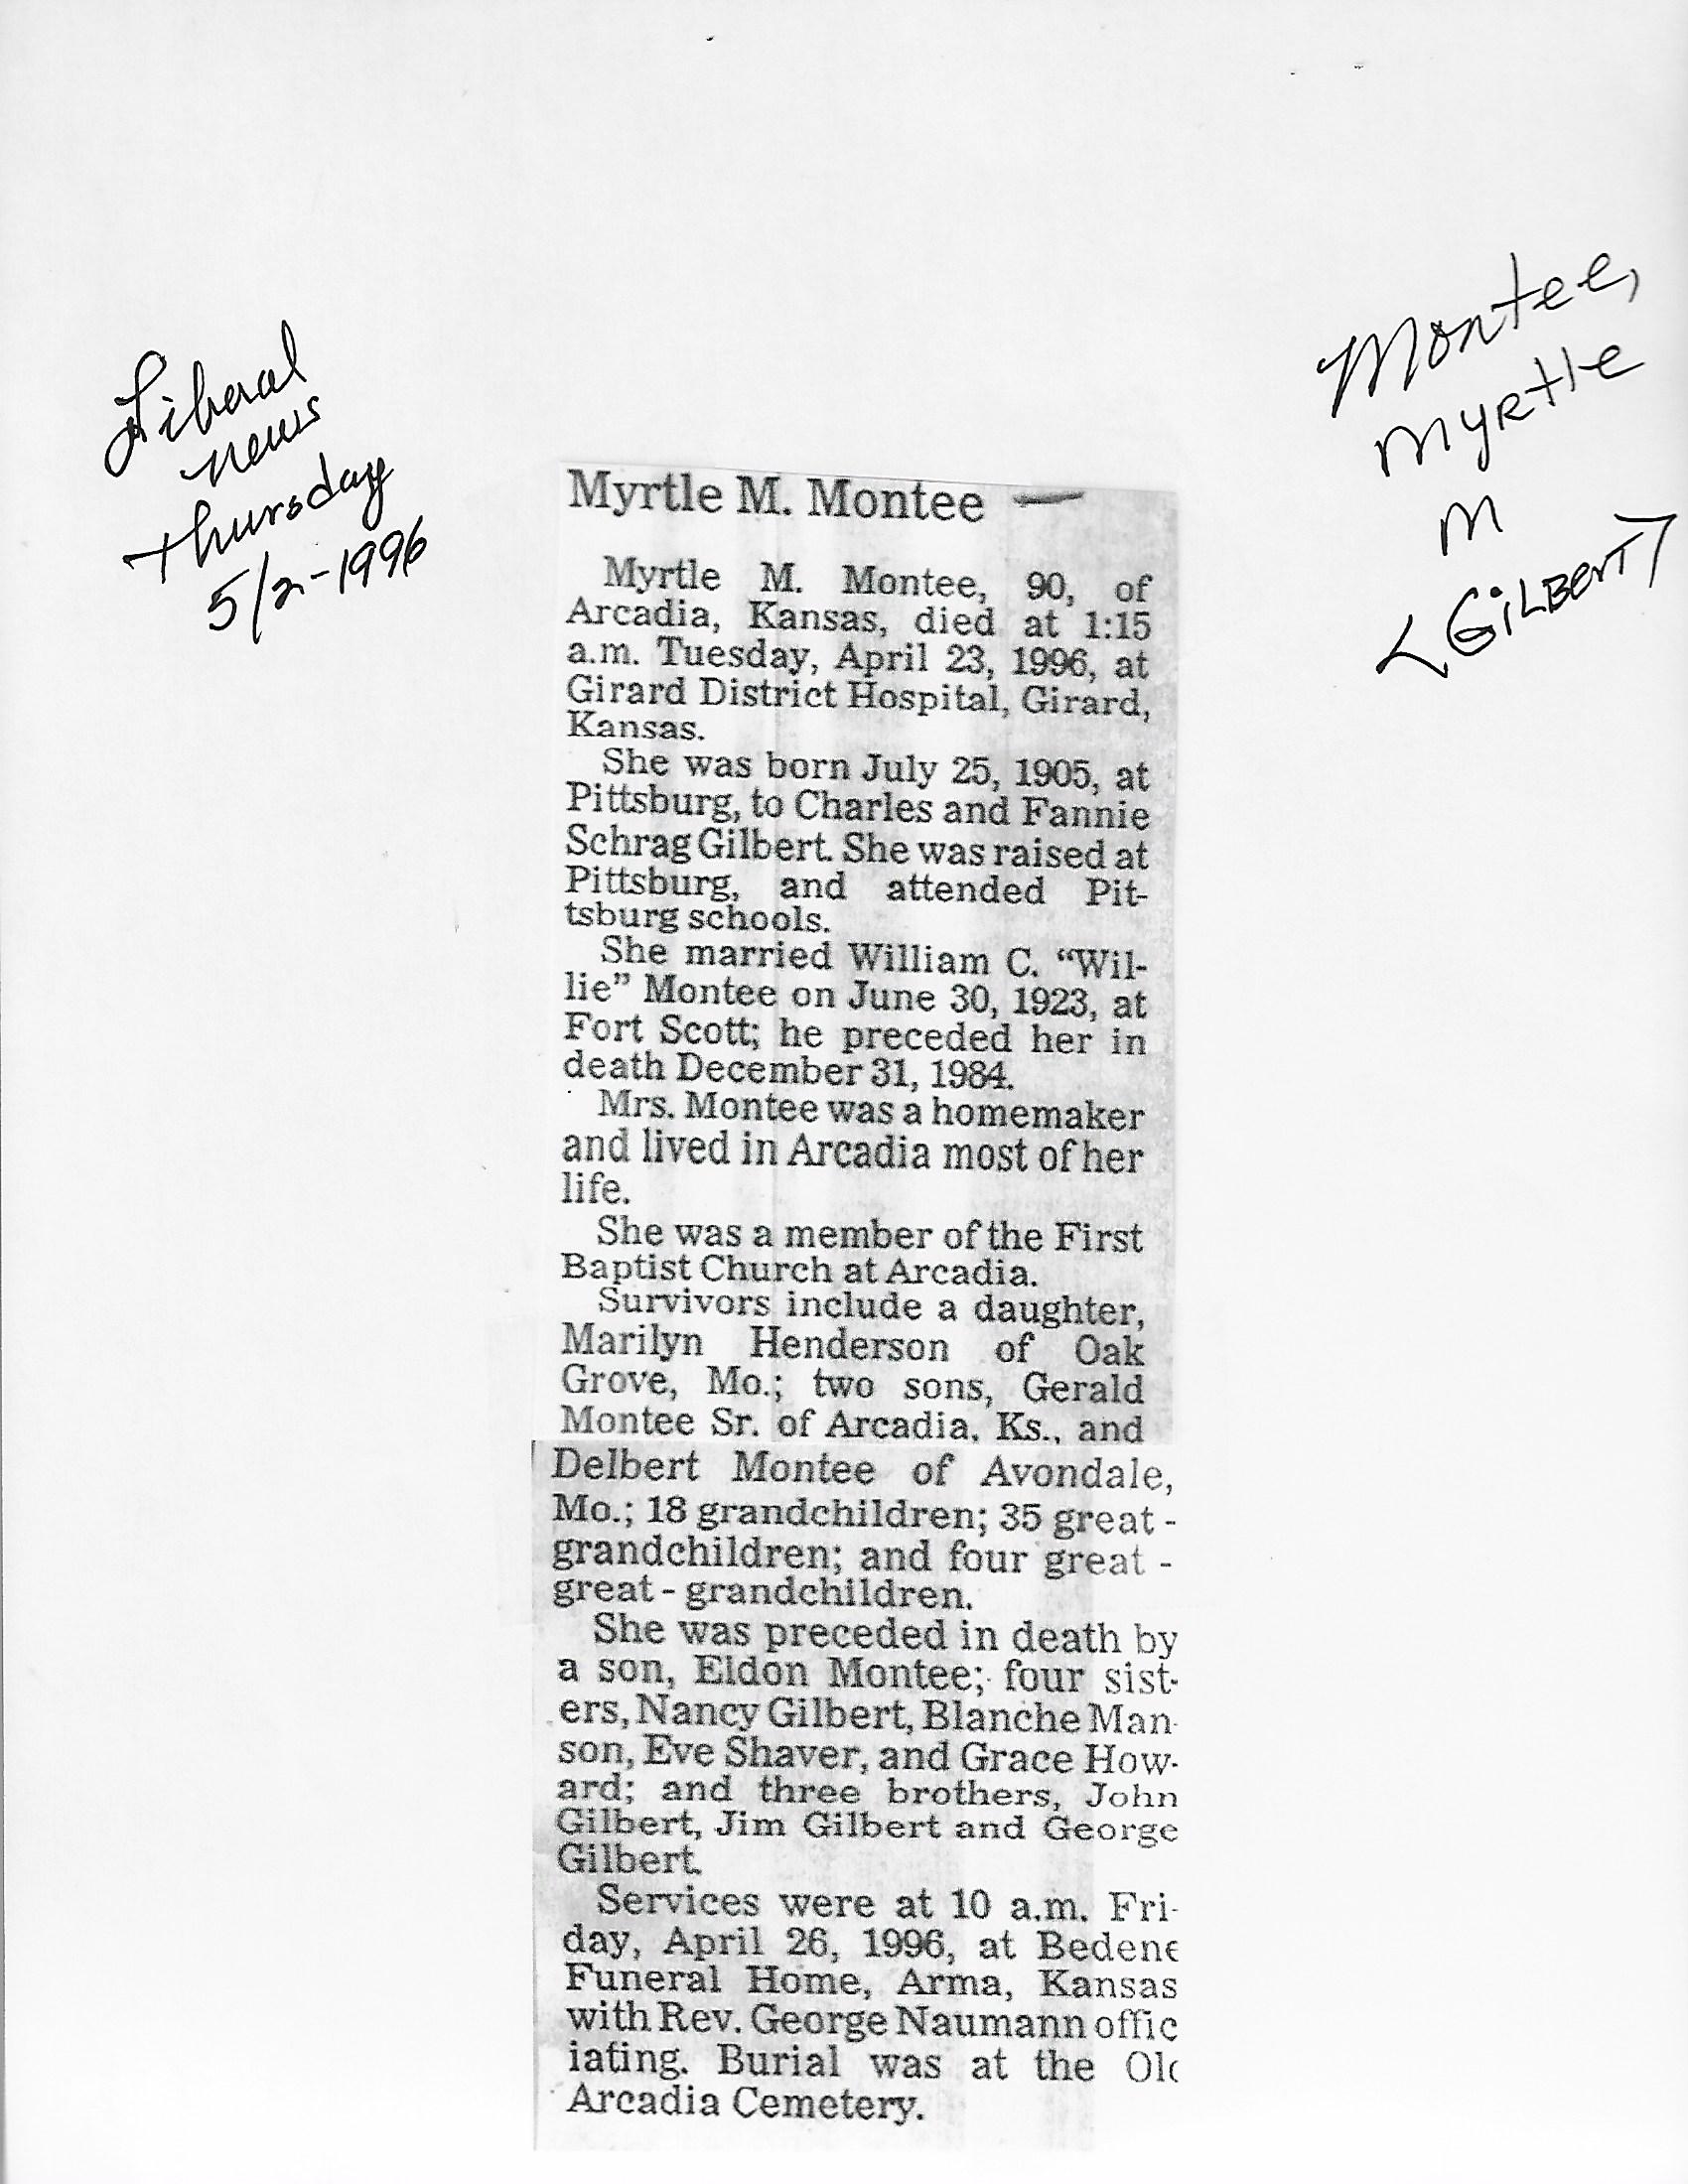 Liberal
News
Thursday
5/2-1996
Montee,
Myrtle
M
<GILBERT>
Myrtle M. Montee
Myrtle M. Montee, 90, of
Arcadia, Kansas, died at 1:15
a.m. Tuesday, April 23, 1996, at
Girard District Hospital, Girard,
Kansas.
She was born July 25, 1905, at
Pittsburg, to Charles and Fannie
Schrag Gilbert. She was raised at
Pittsburg, and attended Pit-
tsburg schools.
She married William C. “Wil-
lie” Montee on June 30, 1923, at
Fort Scott; he preceded her in
death December 31, 1984.
Mrs. Montee was a homemaker
and lived in Arcadia most of her
life.
She was a member of the First
Baptist Church at Arcadia.
Survivors include a daughter,
Marilyn Henderson of Oak
Grove, Mo.; two sons, Gerald
Montee Sr. of Arcadia, Ks., and
Delbert Montee of Avondale,
Mo.; 18 grandchildren; 35 great -
grandchildren; and four great -
great - grandchildren.
She was preceded in death by
a son, Eldon Montee; four sist-
ers, Nancy Gilbert, Blanche Man-
son, Eve Shaver, and Grace How-
ard; and three brothers, John
Gilbert, Jim Gilbert and George
Gilbert.
Services were at 10 a.m. Fri-
day, April 26, 1996, at Bedene
Funeral Home, Arma, Kansas
with Rev. George Naumann offic
iating. Burial was at the Old
Arcadia Cemetery.